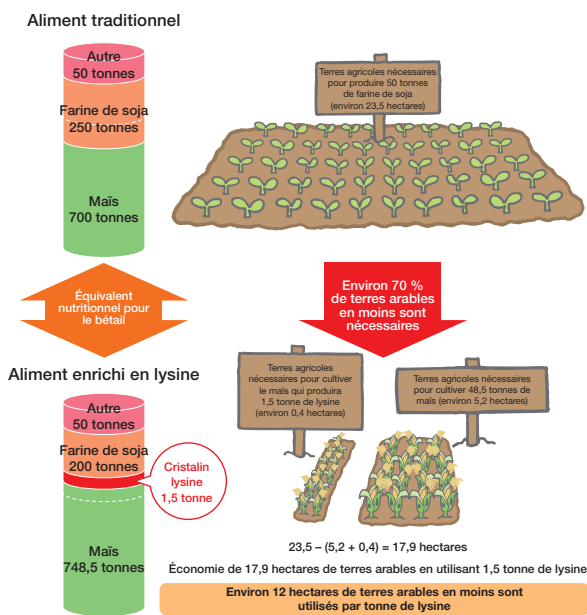 Aliment traditionnel
Autre
50 tonnes
Farine de soja
250 tonnes
Maïs
700 tonnes
Terres agricoles nécessaires
pour produire 50 tonnes
de farine de soja
(environ 23,5 hectares)
Équivalent
nutritionnel pour
le bétail
Environ 70 %
de terres arables
en moins sont
nécessaires
Aliment enrichi en lysine
Autre
50 tonnes
Farine de soja
200 tonnes
Cristalin
lysine
1,5 tonne
Maïs
748,5 tonnes
Terres agricoles
nécessaires pour cultiver
le maïs qui produira
1,5 tonne de lysine
(environ 0,4 hectares)
Terres agricoles nécessaires
pour cultiver 48,5 tonnes de
maïs (environ 5,2 hectares)
23,5 – (5,2 + 0,4) = 17,9 hectares
Économie de 17,9 hectares de terres arables en utilisant 1,5 tonne de lysine
Environ 12 hectares de terres arables en moins sont
utilisés par tonne de lysine